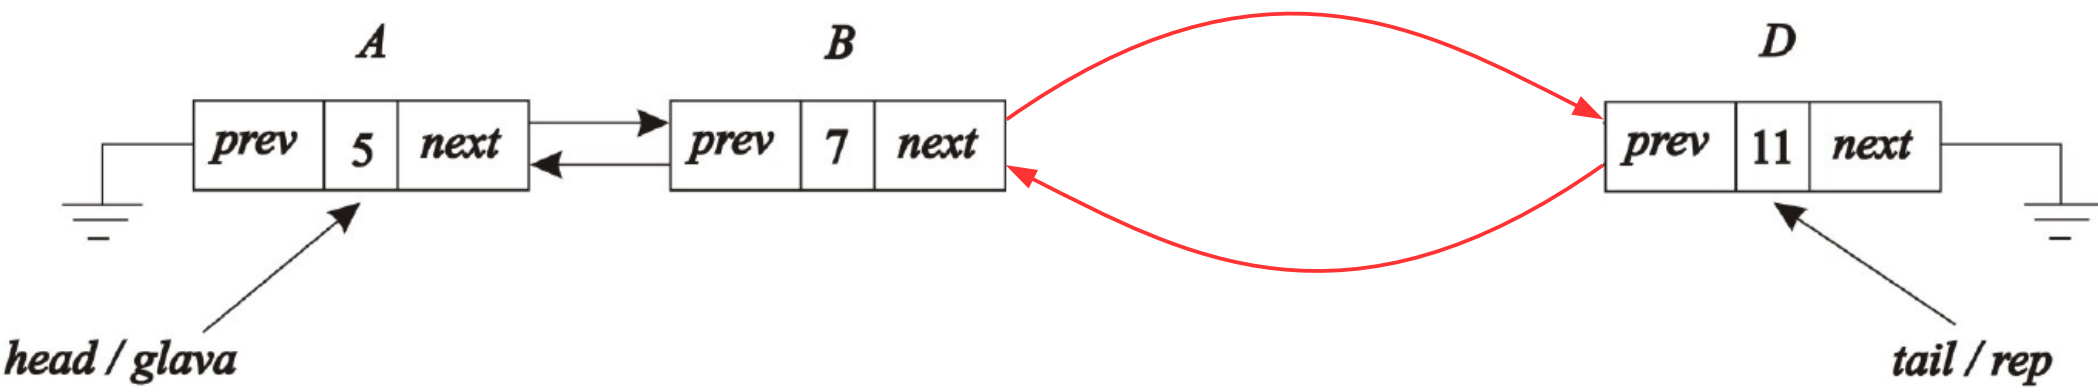 A B D
prev 5 next prev 7 next prev 11 next
head / glava tail / rep